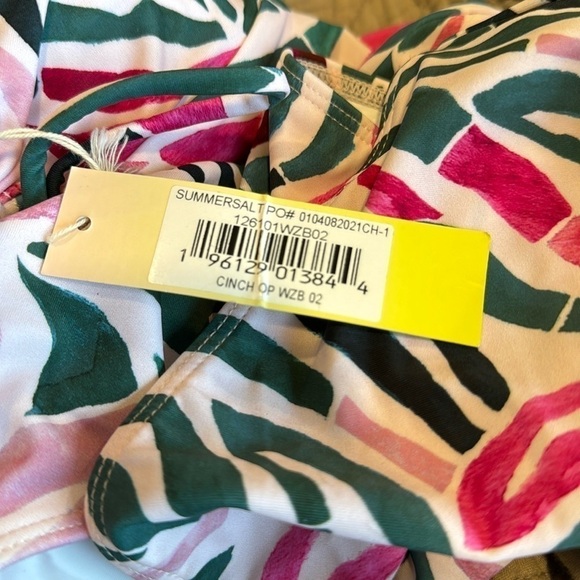 SUMMERSALT PO# 0104082021CH-1
126101WZB02
1 96129 01384 4
CINCH OP WZB 02